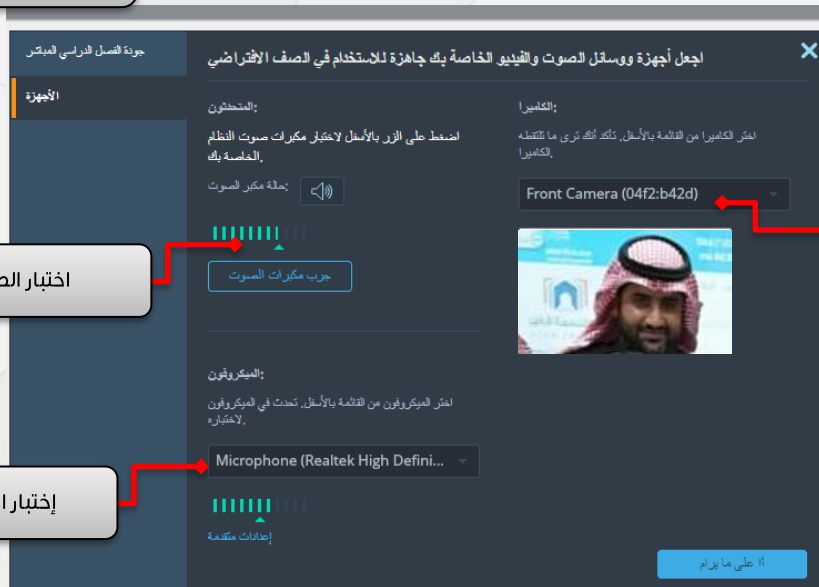 جودة الفصل الدراسي المباشر
الأجهزة
اجعل أجهزة ووسائل الصوت والفيديو الخاصة بك جاهزة للاستخدام في الصف الافتراضي
الكاميرا:
اختر الكاميرا من القائمة بالأسفل. تأكد أنك ترى ما تلتقطه
الكاميرا.
Front Camera (04f2:b42d)
المتحدثون:
اضغط على الزر بالأسفل لاختبار مكبرات صوت النظام
الخاصة بك.
حالة مكبر الصوت:
جرب مكبرات الصوت
اختبار
الميكروفون:
اختر الميكروفون من القائمة بالأسفل. تحدث في الميكروفون
لاختباره.
Microphone (Realtek High Defini...
إختبار
إعدادات متقدمة
أنا على ما يرام